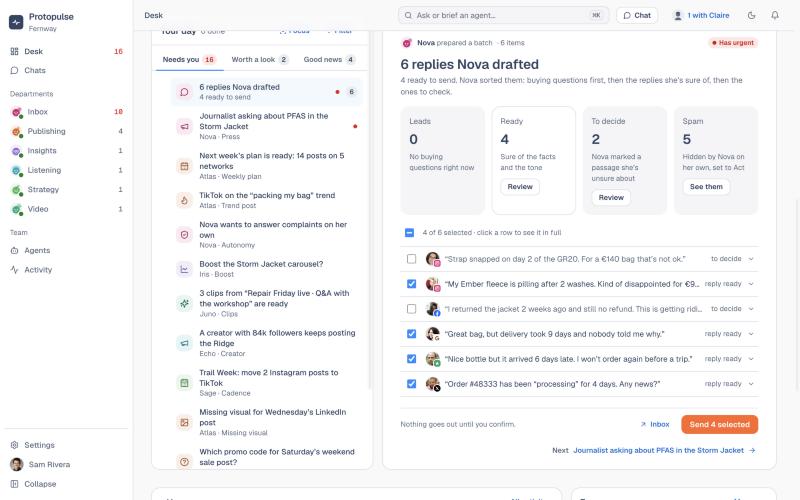 Protopulse
Fernway
Desk 16
Chats
Departments
Inbox 10
Publishing 4
Insights 1
Listening 1
Strategy 1
Video 1
Team
Agents
Activity
Settings
Sam Rivera
Collapse
Desk
Ask or brief an agent...
⌘K
Chat
1 with Claire
Your day 0 done
Focus
Filter
Needs you 16
Worth a look 2
Good news 4
6 replies Nova drafted
4 ready to send
6
Journalist asking about PFAS in the
Storm Jacket
Nova · Press
Next week's plan is ready: 14 posts on 5
networks
Atlas · Weekly plan
TikTok on the “packing my bag” trend
Atlas · Trend post
Nova wants to answer complaints on her
own
Nova · Autonomy
Boost the Storm Jacket carousel?
Iris · Boost
3 clips from “Repair Friday live · Q&A with
the workshop” are ready
Juno · Clips
A creator with 84k followers keeps posting
the Ridge
Echo · Creator
Trail Week: move 2 Instagram posts to
TikTok
Sage · Cadence
Missing visual for Wednesday's LinkedIn
post
Atlas · Missing visual
Which promo code for Saturday's weekend
sale post?
Nova prepared a batch · 6 items
Has urgent
6 replies Nova drafted
4 ready to send. Nova sorted them: buying questions first, then the replies she's sure of, then the
ones to check.
Leads
0
No buying
questions right now
Ready
4
Sure of the facts
and the tone
Review
To decide
2
Nova marked a
passage she's
unsure about
Review
Spam
5
Hidden by Nova on
her own, set to Act
See them
4 of 6 selected · click a row to see it in full
“Strap snapped on day 2 of the GR20. For a €140 bag that's not ok.” to decide
“My Ember fleece is pilling after 2 washes. Kind of disappointed for €9... reply ready
“I returned the jacket 2 weeks ago and still no refund. This is getting ridi... to decide
“Great bag, but delivery took 9 days and nobody told me why.” reply ready
“Nice bottle but it arrived 6 days late. I won't order again before a trip.” reply ready
“Order #48333 has been “processing” for 4 days. Any news?” reply ready
Nothing goes out until you confirm.
Inbox
Send 4 selected
Next Journalist asking about PFAS in the Storm Jacket